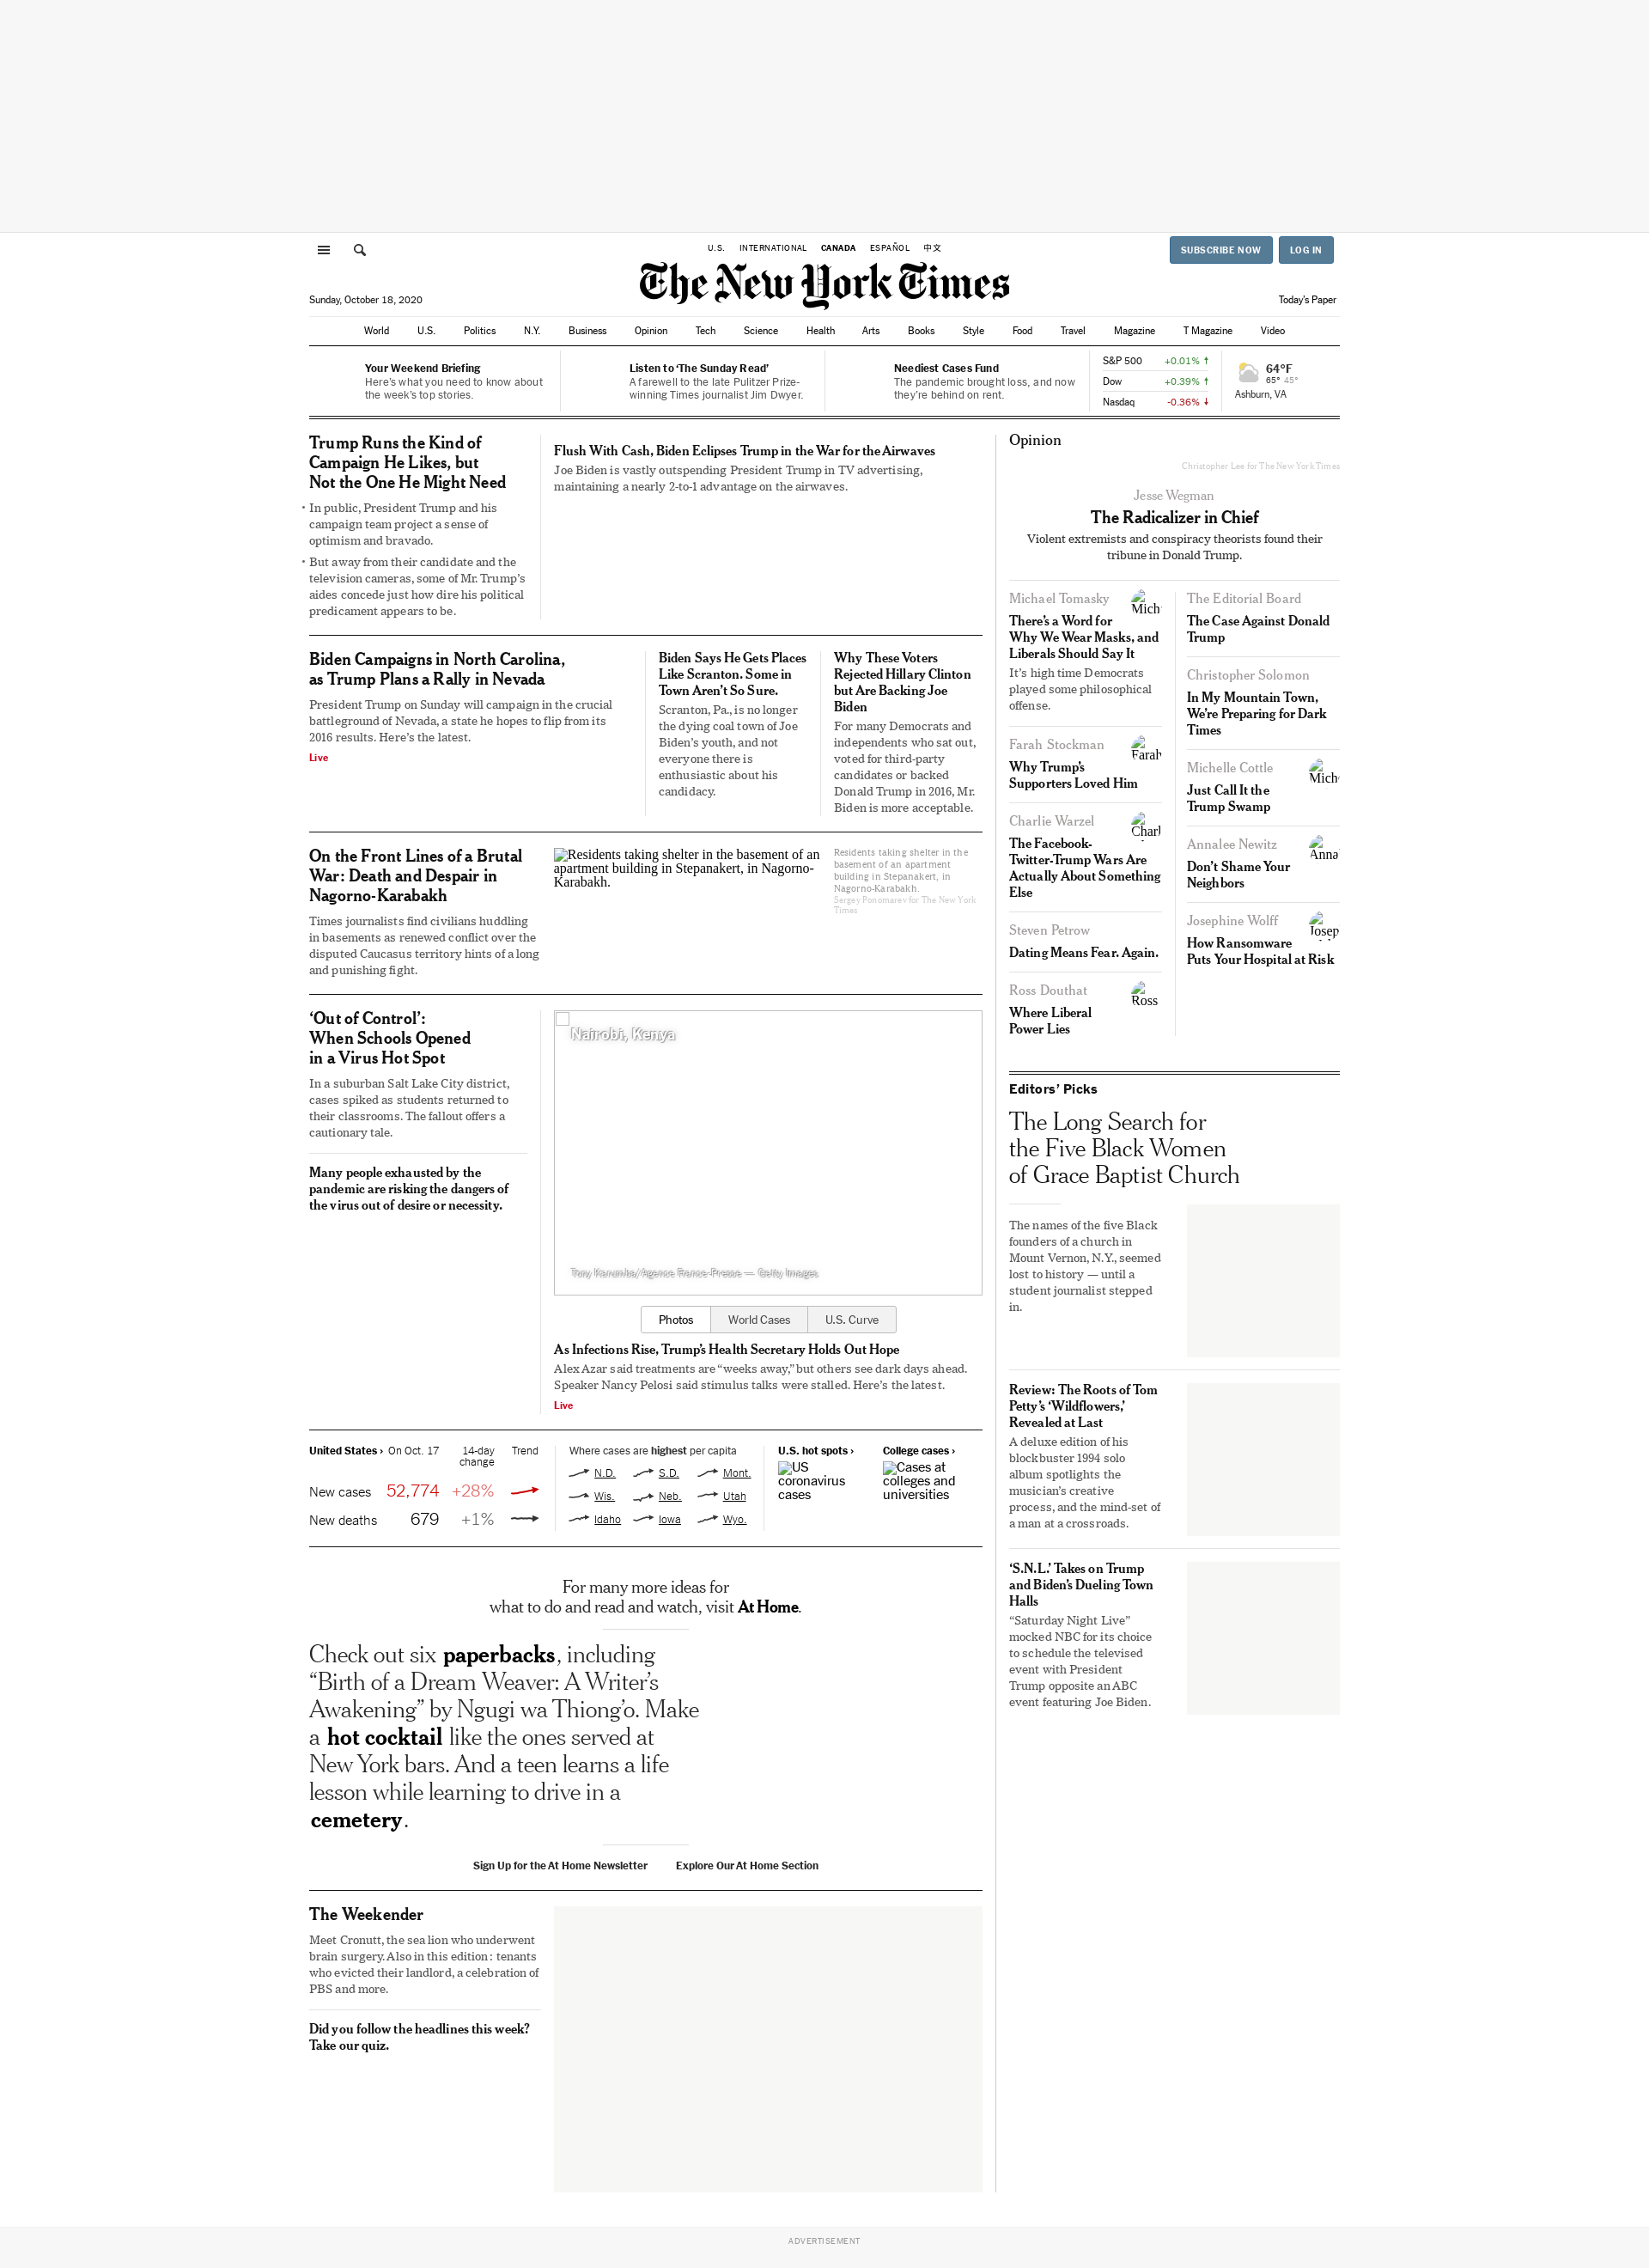 U.S. INTERNATIONAL CANADA ESPAÑOL 中文
SUBSCRIBE NOW
LOG IN
The New York Times
Sunday, October 18, 2020
Today's Paper
World U.S. Politics N.Y. Business Opinion Tech Science Health Arts Books Style Food Travel Magazine T Magazine Video
Your Weekend Briefing
Here's what you need to know about
the week's top stories.
Listen to 'The Sunday Read'
A farewell to the late Pulitzer Prize-
winning Times journalist Jim Dwyer.
Neediest Cases Fund
The pandemic brought loss, and now
they're behind on rent.
S&P 500 +0.01% ↑
Dow +0.39% ↑
Nasdaq -0.36% ↓
64°F
65° 45°
Ashburn, VA
Trump Runs the Kind of
Campaign He Likes, but
Not the One He Might Need
• In public, President Trump and his
campaign team project a sense of
optimism and bravado.
• But away from their candidate and the
television cameras, some of Mr. Trump's
aides concede just how dire his political
predicament appears to be.
Flush With Cash, Biden Eclipses Trump in the War for the Airwaves
Joe Biden is vastly outspending President Trump in TV advertising,
maintaining a nearly 2-to-1 advantage on the airwaves.
Biden Campaigns in North Carolina,
as Trump Plans a Rally in Nevada
President Trump on Sunday will campaign in the crucial
battleground of Nevada, a state he hopes to flip from its
2016 results. Here's the latest.
Live
Biden Says He Gets Places
Like Scranton. Some in
Town Aren't So Sure.
Scranton, Pa., is no longer
the dying coal town of Joe
Biden's youth, and not
everyone there is
enthusiastic about his
candidacy.
Why These Voters
Rejected Hillary Clinton
but Are Backing Joe
Biden
For many Democrats and
independents who sat out,
voted for third-party
candidates or backed
Donald Trump in 2016, Mr.
Biden is more acceptable.
On the Front Lines of a Brutal
War: Death and Despair in
Nagorno-Karabakh
Times journalists find civilians huddling
in basements as renewed conflict over the
disputed Caucasus territory hints of a long
and punishing fight.
Residents taking shelter in the basement of an
apartment building in Stepanakert, in Nagorno-
Karabakh.
Residents taking shelter in the
basement of an apartment
building in Stepanakert, in
Nagorno-Karabakh.
Sergey Ponomarev for The New York
Times
'Out of Control':
When Schools Opened
in a Virus Hot Spot
In a suburban Salt Lake City district,
cases spiked as students returned to
their classrooms. The fallout offers a
cautionary tale.
Many people exhausted by the
pandemic are risking the dangers of
the virus out of desire or necessity.
Nairobi, Kenya
Tony Karumba/Agence France-Presse — Getty Images
Photos World Cases U.S. Curve
As Infections Rise, Trump's Health Secretary Holds Out Hope
Alex Azar said treatments are "weeks away," but others see dark days ahead.
Speaker Nancy Pelosi said stimulus talks were stalled. Here's the latest.
Live
United States › On Oct. 17 14-day
change Trend
New cases 52,774 +28%
New deaths 679 +1%
Where cases are highest per capita
N.D. S.D. Mont.
Wis. Neb. Utah
Idaho Iowa Wyo.
U.S. hot spots ›
US
coronavirus
cases
College cases ›
Cases at
colleges and
universities
For many more ideas for
what to do and read and watch, visit At Home.
Check out six paperbacks, including
"Birth of a Dream Weaver: A Writer's
Awakening" by Ngugi wa Thiong'o. Make
a hot cocktail like the ones served at
New York bars. And a teen learns a life
lesson while learning to drive in a
cemetery.
Sign Up for the At Home Newsletter Explore Our At Home Section
The Weekender
Meet Cronutt, the sea lion who underwent
brain surgery. Also in this edition: tenants
who evicted their landlord, a celebration of
PBS and more.
Did you follow the headlines this week?
Take our quiz.
Opinion
Christopher Lee for The New York Times
Jesse Wegman
The Radicalizer in Chief
Violent extremists and conspiracy theorists found their
tribune in Donald Trump.
Michael Tomasky
Mich
There's a Word for
Why We Wear Masks, and
Liberals Should Say It
It's high time Democrats
played some philosophical
offense.
Farah Stockman
Farah
Why Trump's
Supporters Loved Him
Charlie Warzel
Charl
The Facebook-
Twitter-Trump Wars Are
Actually About Something
Else
Steven Petrow
Dating Means Fear. Again.
Ross Douthat
Ross
Where Liberal
Power Lies
The Editorial Board
The Case Against Donald
Trump
Christopher Solomon
In My Mountain Town,
We're Preparing for Dark
Times
Michelle Cottle
Mich
Just Call It the
Trump Swamp
Annalee Newitz
Anna
Don't Shame Your
Neighbors
Josephine Wolff
Josep
How Ransomware
Puts Your Hospital at Risk
Editors' Picks
The Long Search for
the Five Black Women
of Grace Baptist Church
The names of the five Black
founders of a church in
Mount Vernon, N.Y., seemed
lost to history — until a
student journalist stepped
in.
Review: The Roots of Tom
Petty's 'Wildflowers,'
Revealed at Last
A deluxe edition of his
blockbuster 1994 solo
album spotlights the
musician's creative
process, and the mind-set of
a man at a crossroads.
'S.N.L.' Takes on Trump
and Biden's Dueling Town
Halls
"Saturday Night Live"
mocked NBC for its choice
to schedule the televised
event with President
Trump opposite an ABC
event featuring Joe Biden.
ADVERTISEMENT